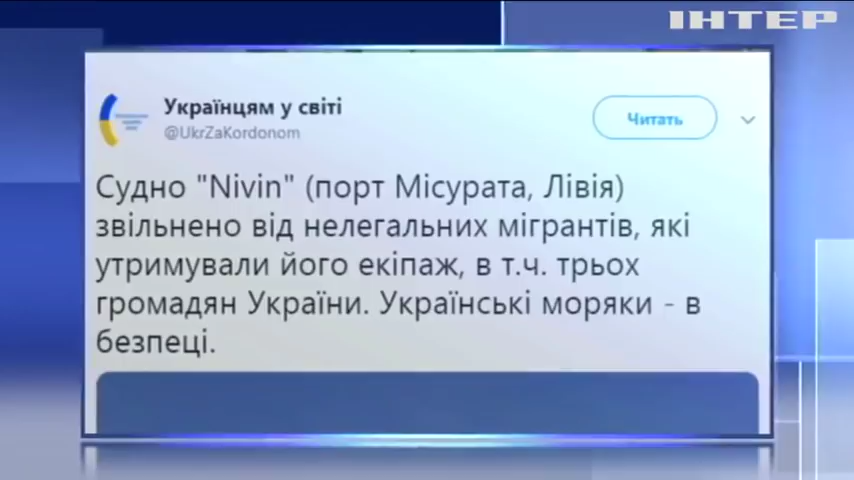 ІНТЕР
Українцям у світі
@UkrZaKordonom
Читать
Судно "Nivin" (порт Місурата, Лівія)
звільнено від нелегальних мігрантів, які
утримували його екіпаж, в т.ч. трьох
громадян України. Українські моряки - в
безпеці.